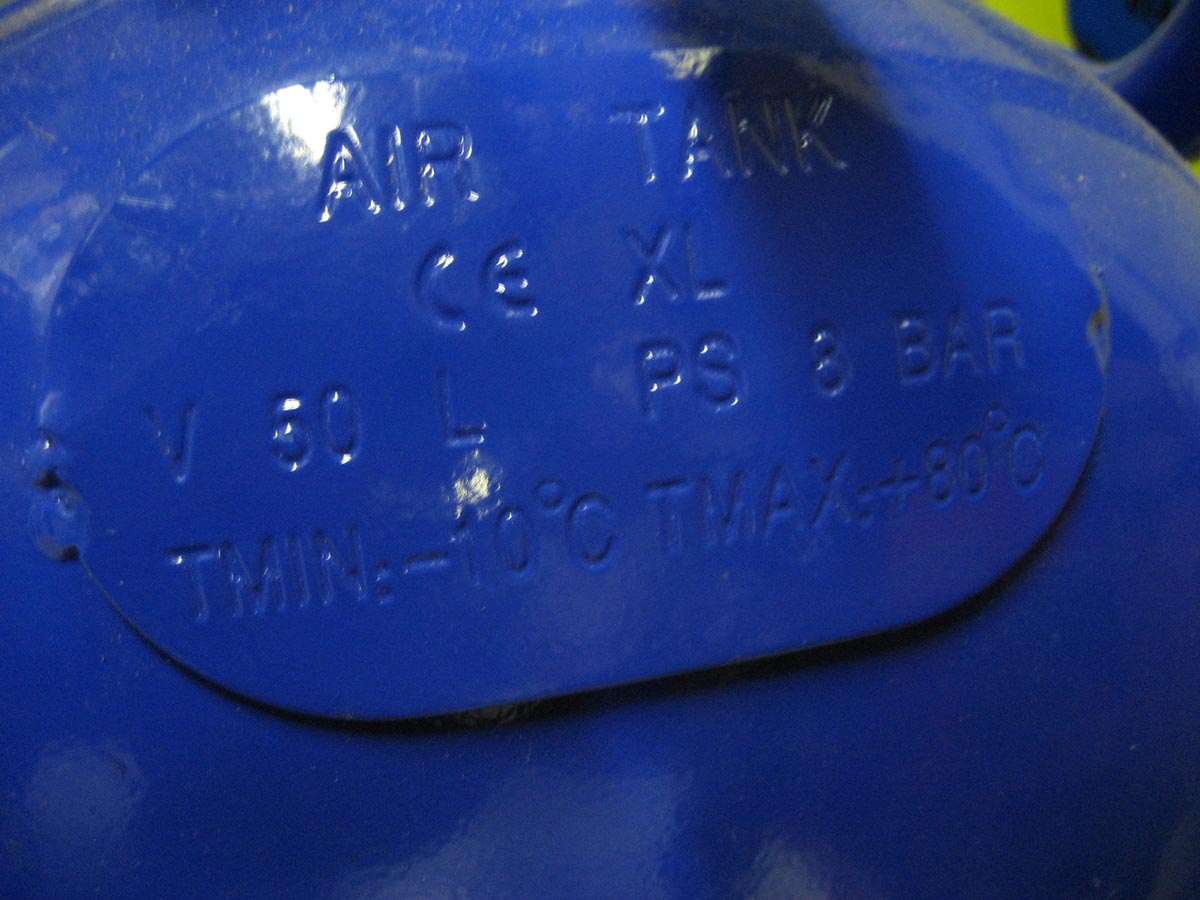 AIR TANK
CE XL
V 50 L PS 8 BAR
TMIN:-10°C TMAX:+80°C